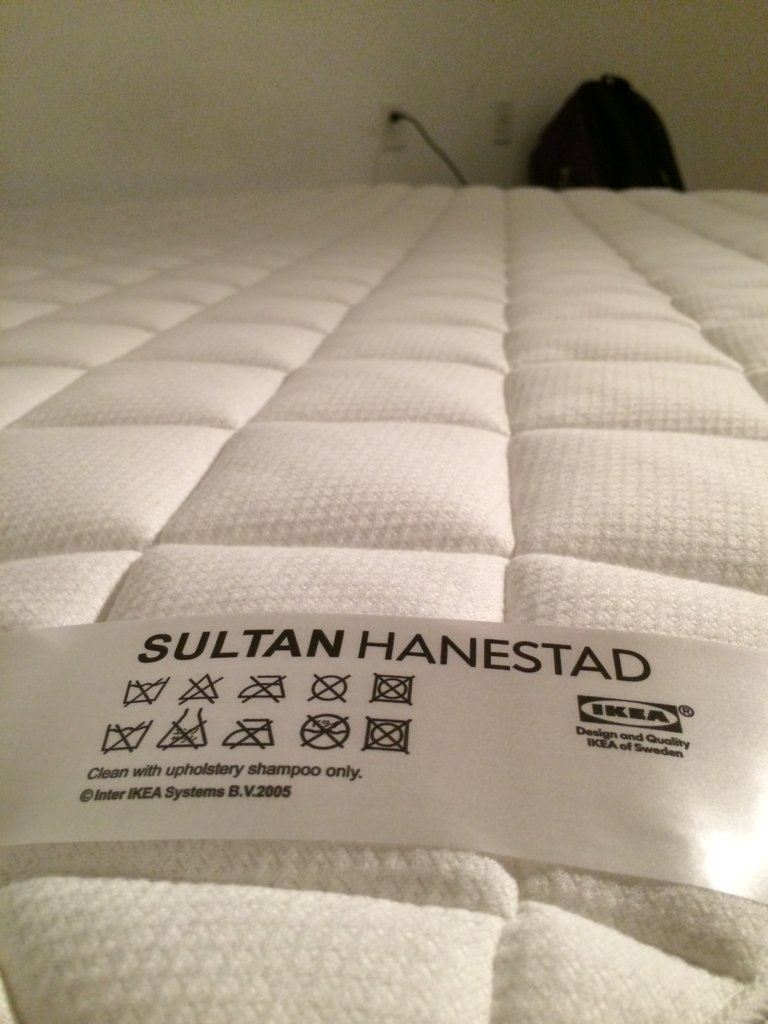 SULTAN HANESTAD
IKEA®
Design and Quality
IKEA of Sweden
Clean with upholstery shampoo only.
© Inter IKEA Systems B.V.2005